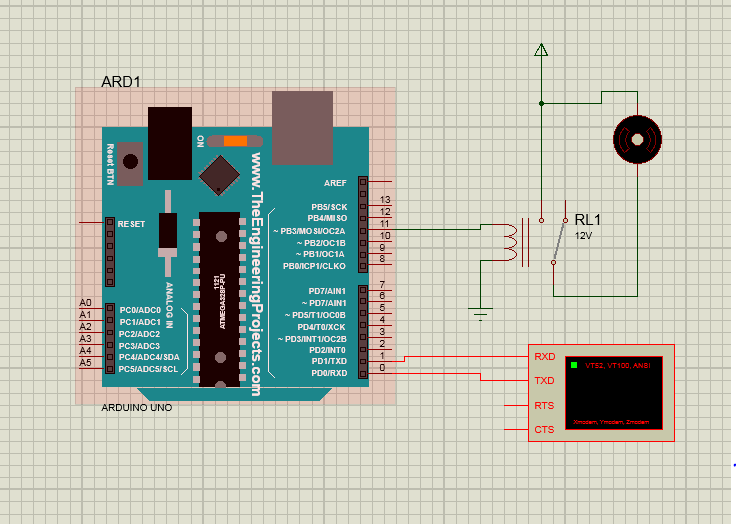 ARD1
ON
Reset BTN
www.TheEngineeringProjects.com
AREF
RESET
13
PB5/SCK
12
PB4/MISO
11
~ PB3/MOSI/OC2A
10
~ PB2/OC1B
9
~ PB1/OC1A
8
PB0/ICP1/CLKO
1121
ATMEGA328P-PU
ANALOG IN
7
PD7/AIN1
6
~ PD7/AIN1
5
~ PD5/T1/OC0B
4
PD4/T0/XCK
3
~ PD3/INT1/OC2B
2
PD2/INT0
1
PD1/TXD
0
PD0/RXD
A0
PC0/ADC0
A1
PC1/ADC1
A2
PC2/ADC2
A3
PC3/ADC3
A4
PC4/ADC4/SDA
A5
PC5/ADC5/SCL
ARDUINO UNO
RL1
12V
RXD
TXD
RTS
CTS
VT52, VT100, ANSI
Xmodem, Ymodem, Zmodem